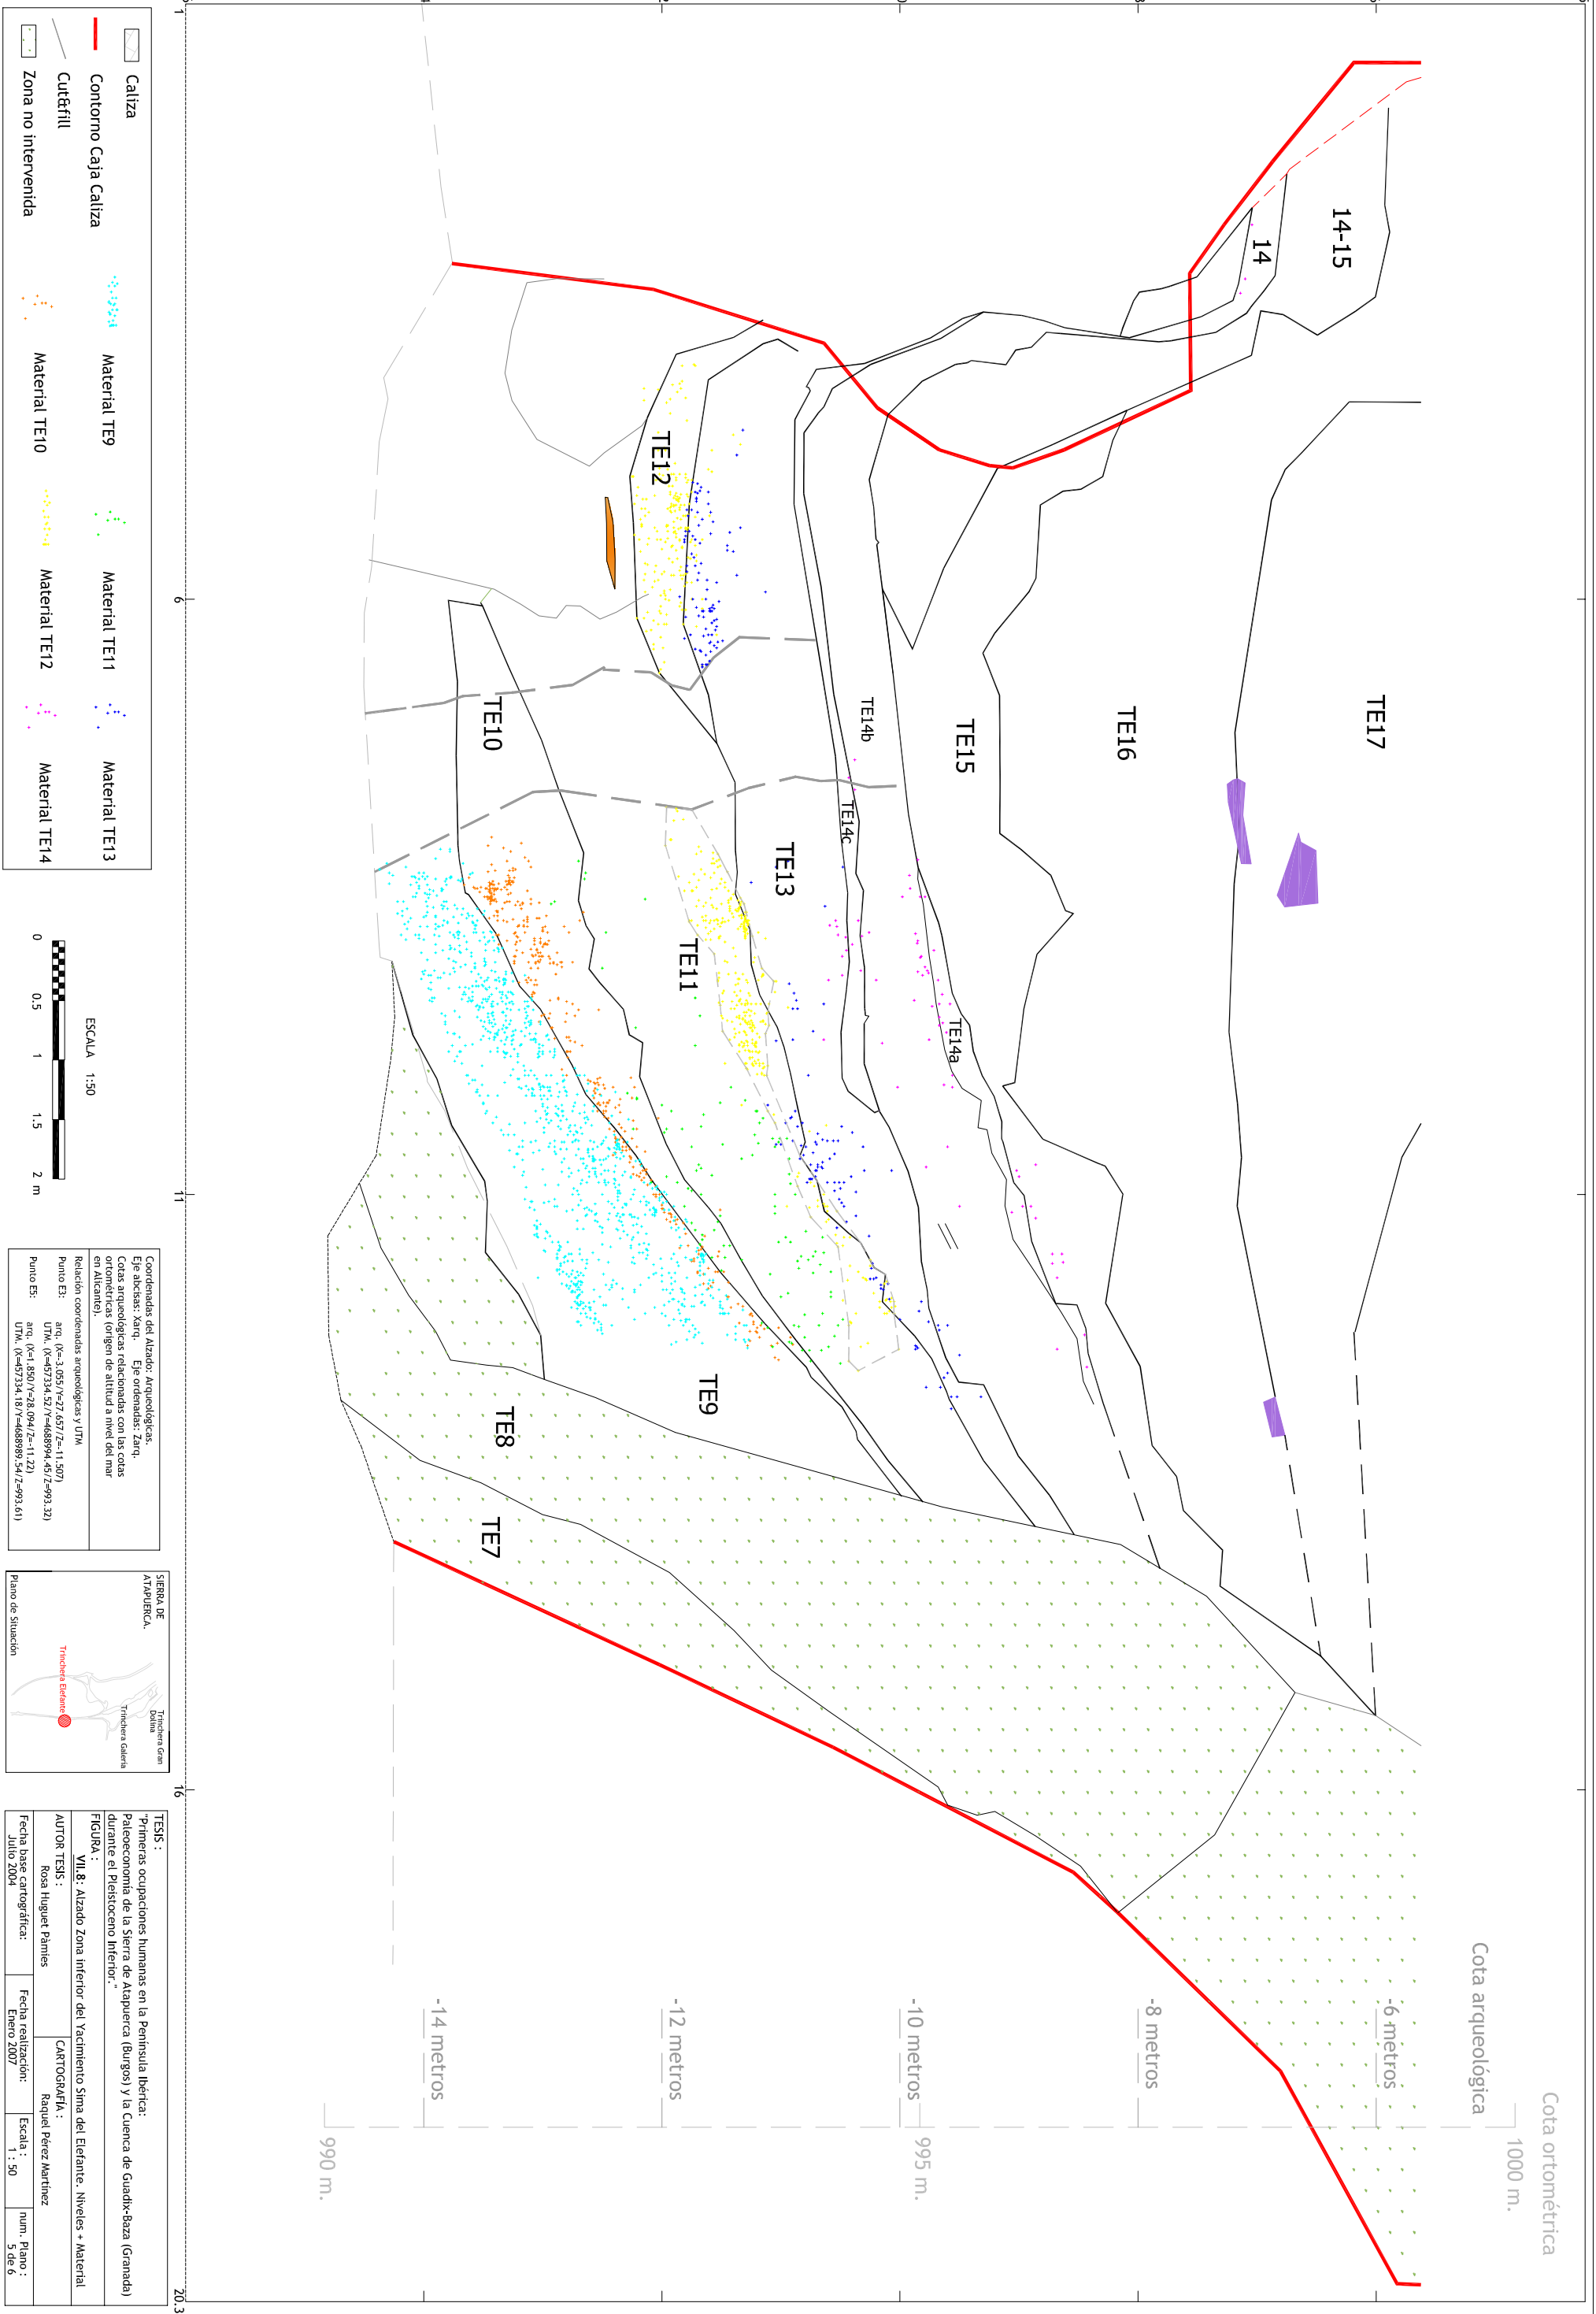 Cota ortométrica
1000 m.
995 m.
990 m.
Cota arqueológica
-6 metros
-8 metros
-10 metros
-12 metros
-14 metros
14-15
14
TE17
TE16
TE15
TE14b
TE14c
TE14a
TE13
TE12
TE11
TE10
TE9
TE8
TE7
1
6
11
16
20.3
Caliza
Contorno Caja Caliza
Cut&fill
Zona no intervenida
Material TE9
Material TE10
Material TE11
Material TE12
Material TE13
Material TE14
ESCALA 1:50
0 0.5 1 1.5 2 m
Coordenadas del Alzado: Arqueológicas.
Eje abcisas: Xarq. Eje ordenadas: Zarq.
Cotas arqueológicas relacionadas con las cotas
ortométricas (origen de altitud a nivel del mar
en Alicante).
Relación coordenadas arqueológicas y UTM
Punto E3: arq. (X=-3.055/Y=27.657/Z=-11.507)
UTM. (X=457334.52/Y=4688994.45/Z=993.32)
Punto E5: arq. (X=1.850/Y=28.094/Z=-11.22)
UTM. (X=457334.18/Y=4688989.54/Z=993.61)
SIERRA DE
ATAPUERCA.
Trinchera Gran
Dolina
Trinchera Galería
Trinchera Elefante
Plano de Situación
TESIS :
"Primeras ocupaciones humanas en la Península Ibérica:
Paleoeconomía de la Sierra de Atapuerca (Burgos) y la Cuenca de Guadix-Baza (Granada)
durante el Pleistoceno Inferior."
FIGURA :
VII.8: Alzado Zona inferior del Yacimiento Sima del Elefante. Niveles + Material
AUTOR TESIS :
Rosa Huguet Pàmies
CARTOGRAFÍA :
Raquel Pérez Martínez
Fecha base cartográfica:
Julio 2004
Fecha realización:
Enero 2007
Escala :
1 : 50
num. Plano :
5 de 6